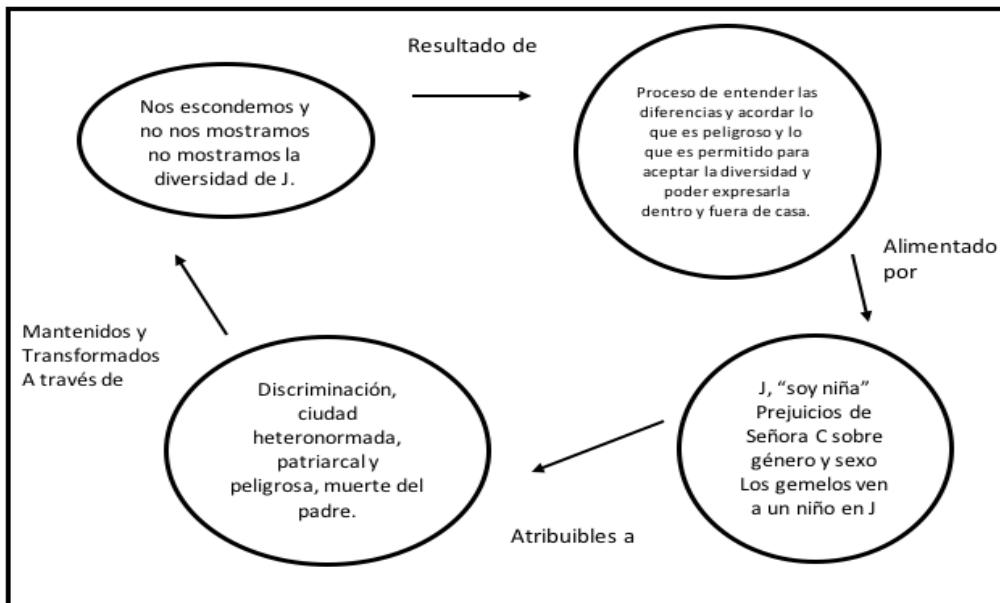 Resultado de
Nos escondemos y
no nos mostramos
no mostramos la
diversidad de J.
Proceso de entender las
diferencias y acordar lo
que es peligroso y lo
que es permitido para
aceptar la diversidad y
poder expresarla
dentro y fuera de casa.
Alimentado
por
J, “soy niña”
Prejuicios de
Señora C sobre
género y sexo
Los gemelos ven
a un niño en J
Atribuibles a
Discriminación,
ciudad
heteronormada,
patriarcal y
peligrosa, muerte del
padre.
Mantenidos y
Transformados
A través de